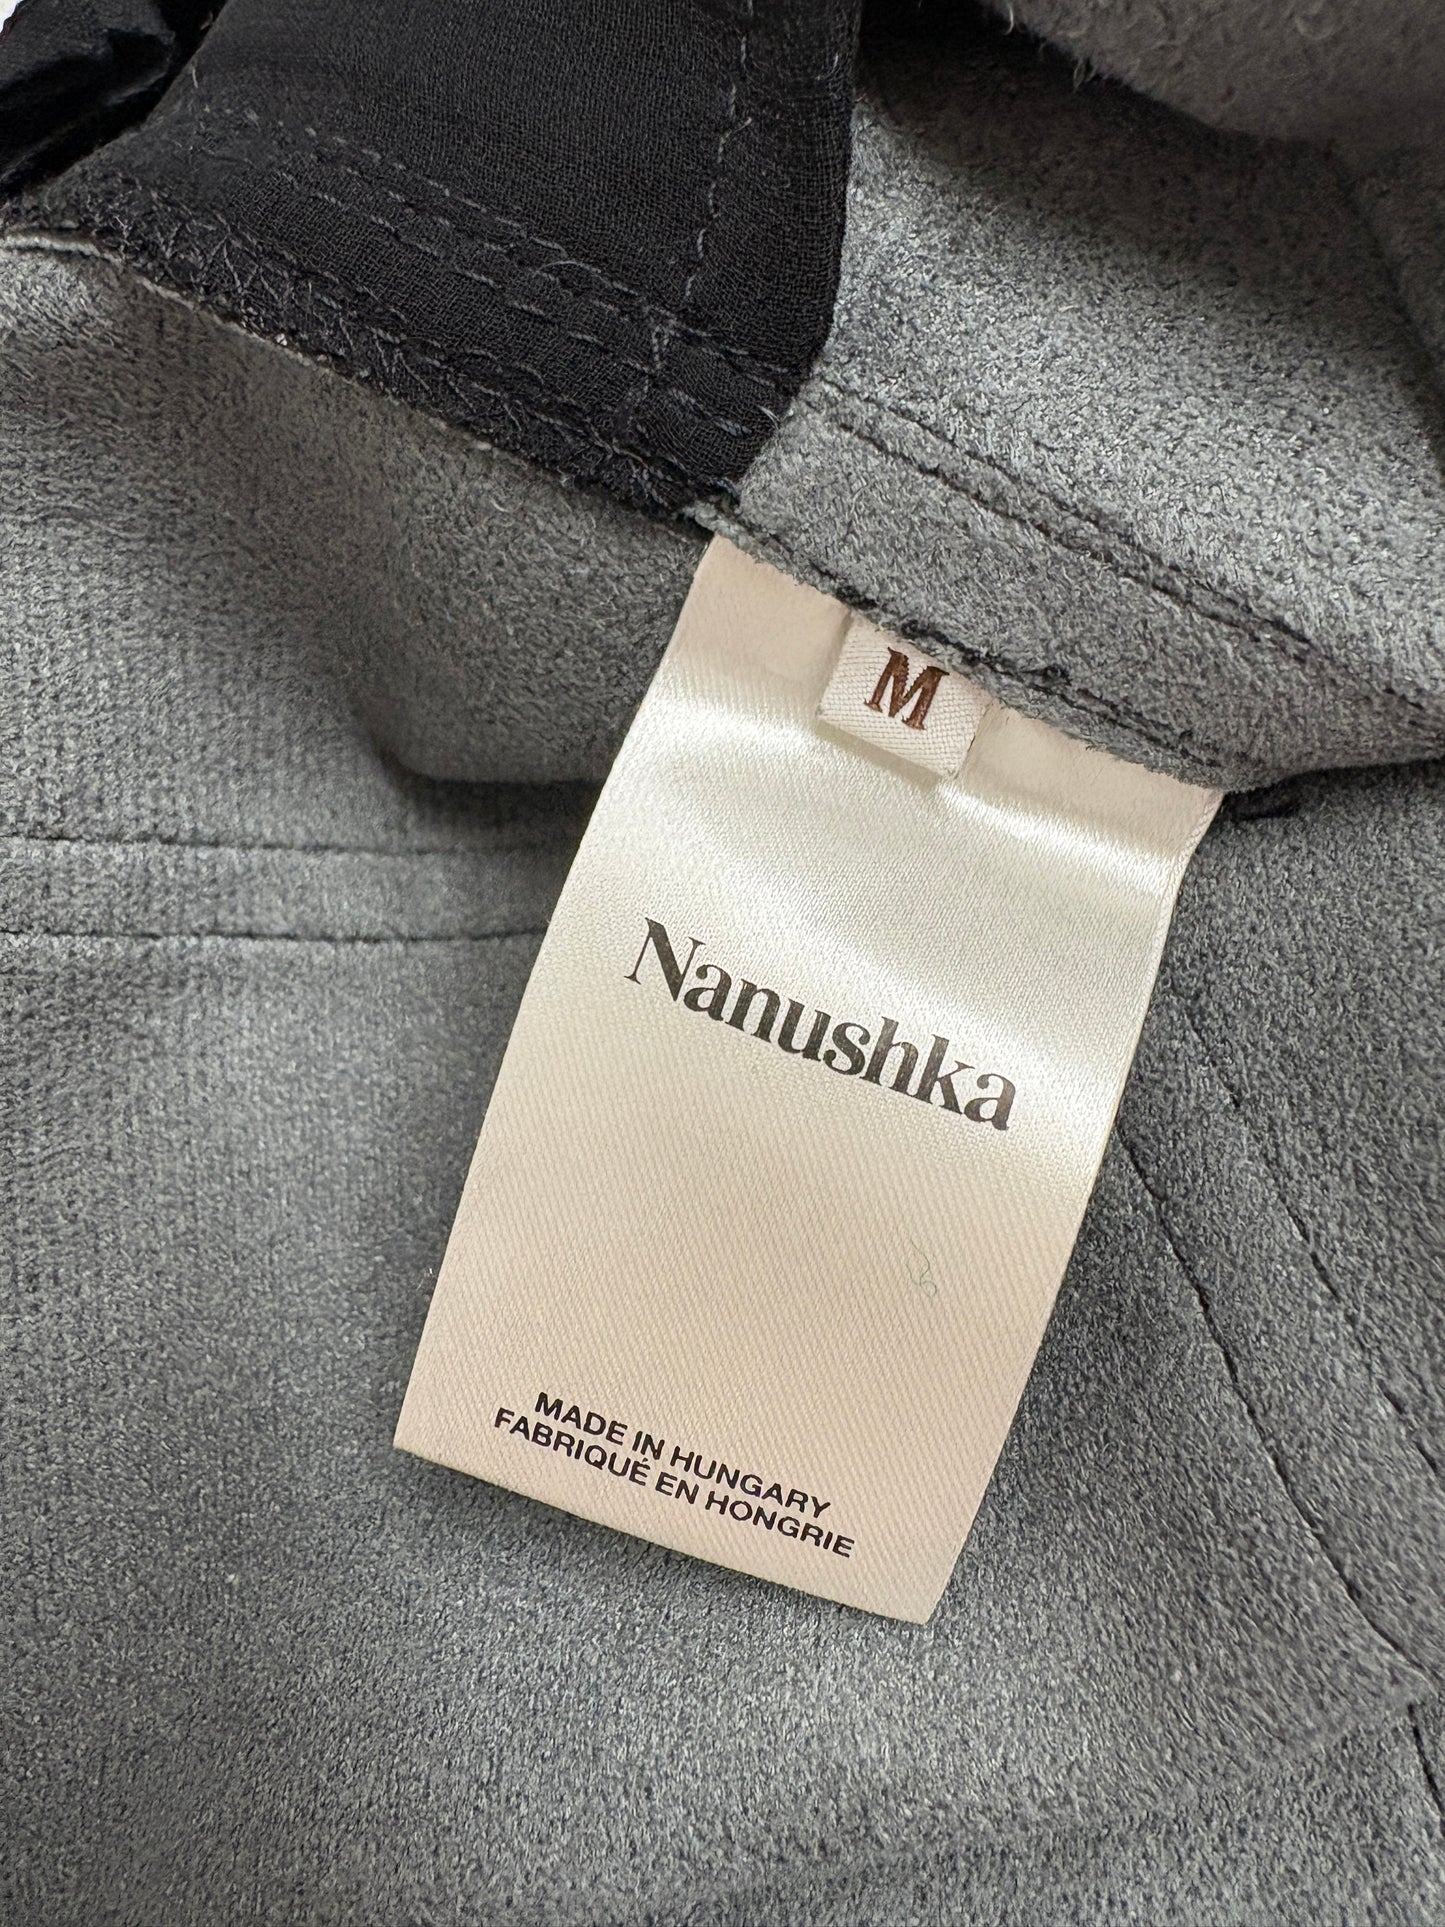 M
Nanushka
MADE IN HUNGARY
FABRIQUÉ EN HONGRIE